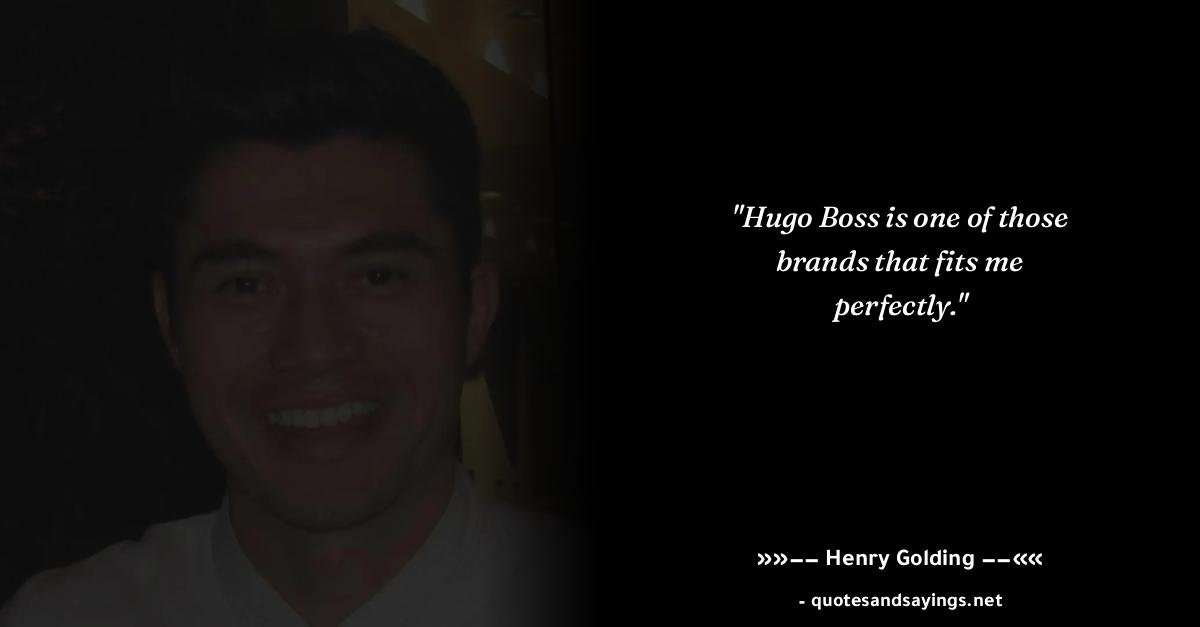 "Hugo Boss is one of those
brands that fits me
perfectly."
»»−− Henry Golding −−««
- quotesandsayings.net